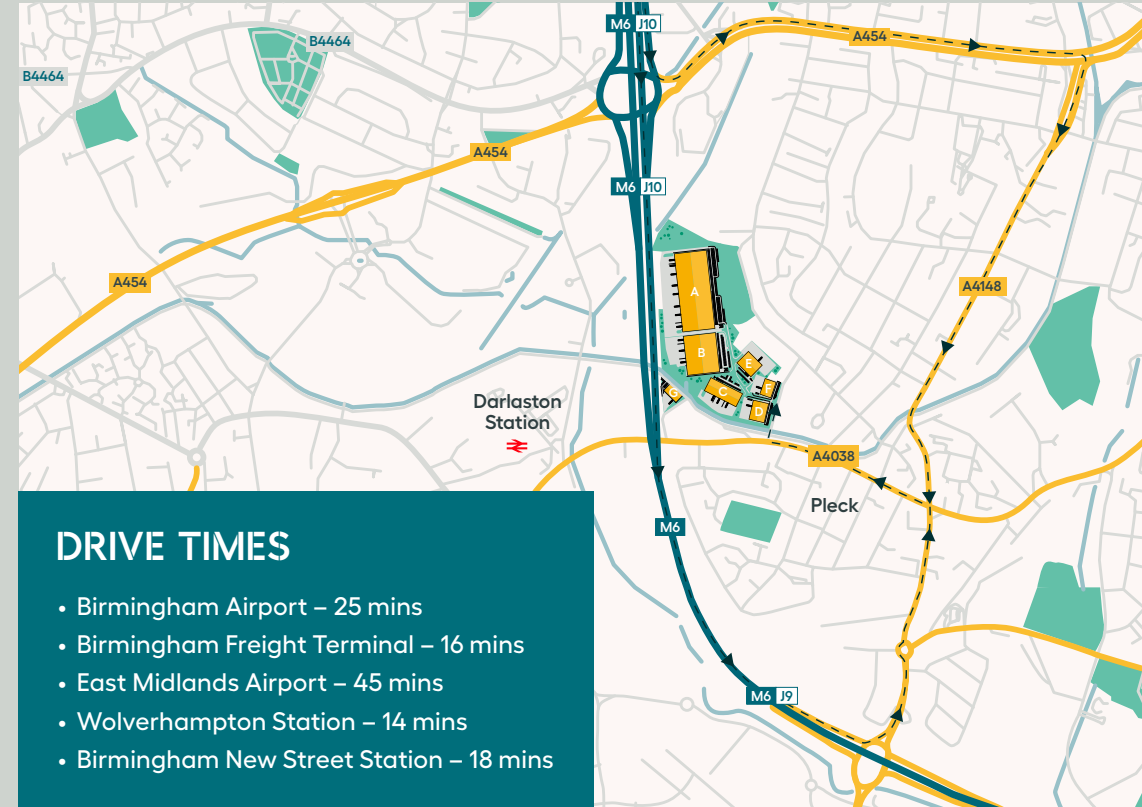 M6 J10
A454
B4464
B4464
A454
M6 J10
A454
A4148
A
B
E
F
C
G
D
Darlaston
Station
A4038
Pleck
M6
M6 J9
DRIVE TIMES
• Birmingham Airport – 25 mins
• Birmingham Freight Terminal – 16 mins
• East Midlands Airport – 45 mins
• Wolverhampton Station – 14 mins
• Birmingham New Street Station – 18 mins